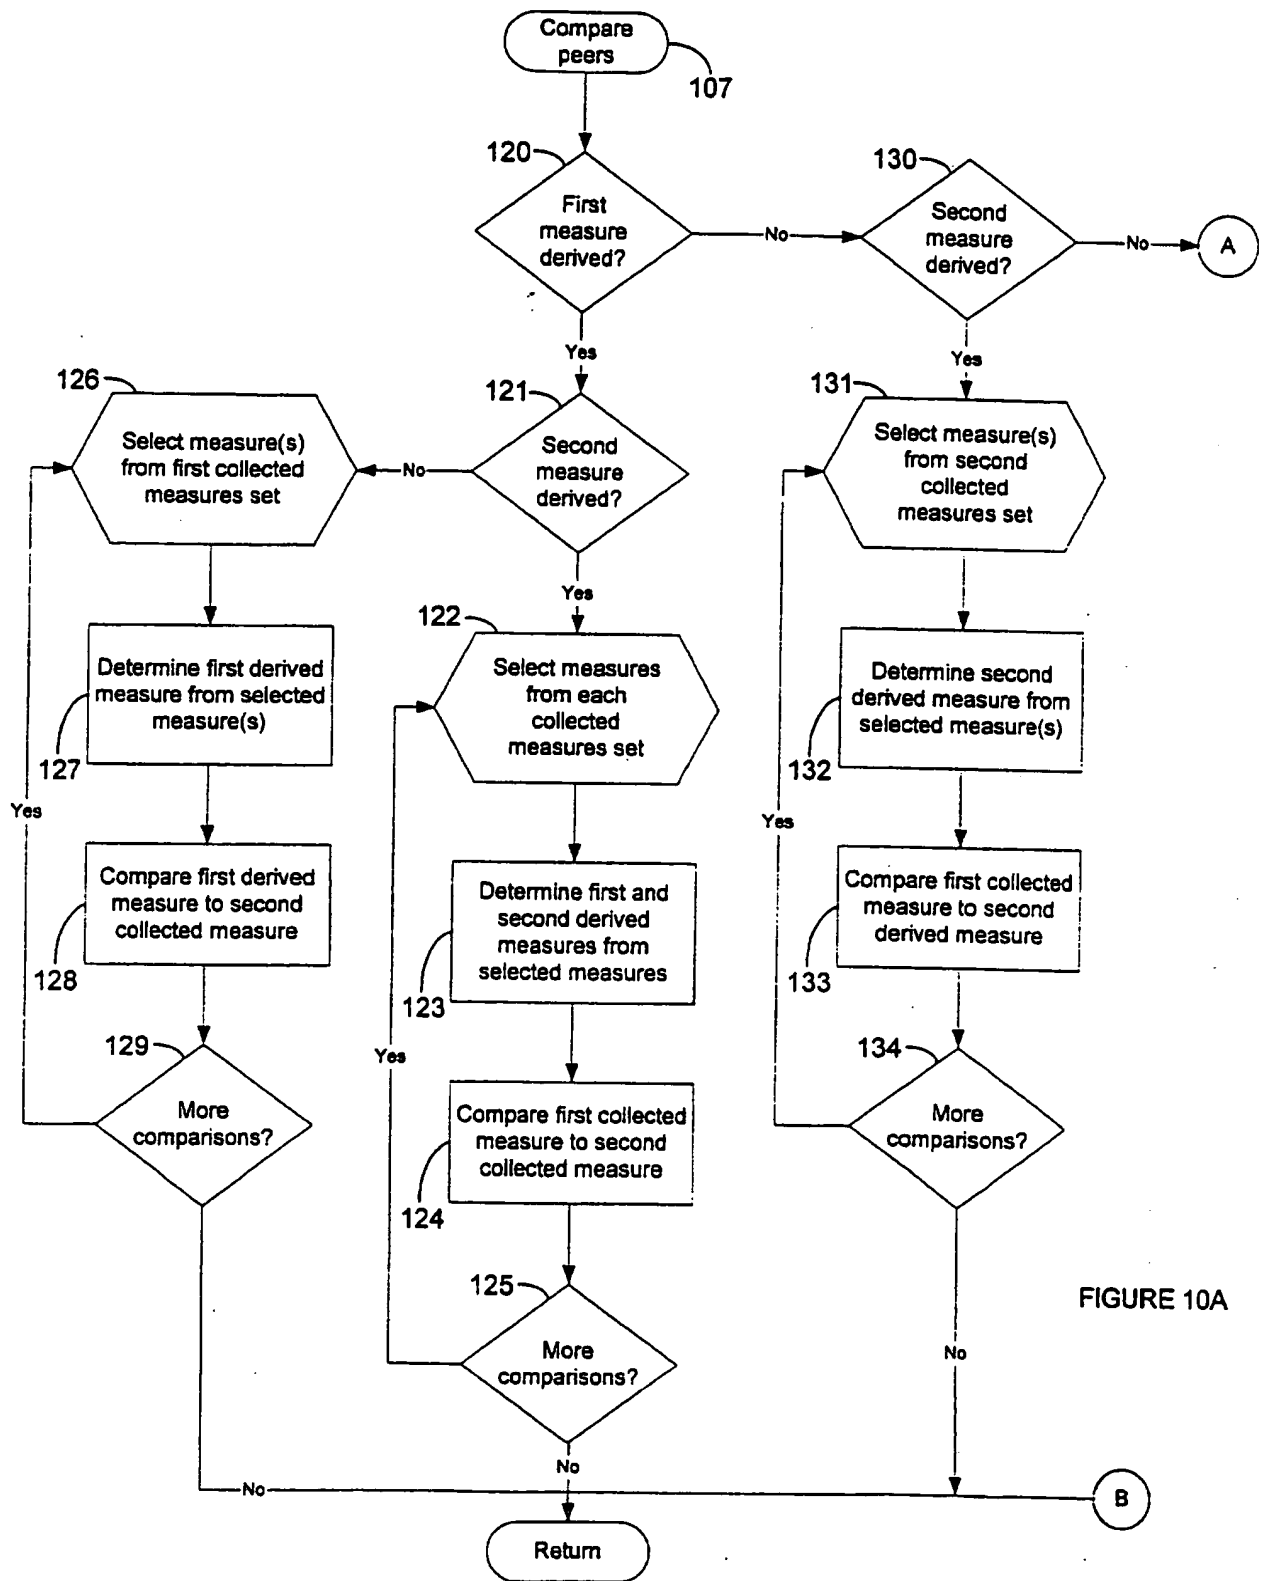 Compare
peers
107
120
First
measure
derived?
No
130
Second
measure
derived?
No
A
Yes
Yes
126
Select measure(s)
from first collected
measures set
No
121
Second
measure
derived?
131
Select measure(s)
from second
collected
measures set
Yes
122
Select measures
from each
collected
measures set
Determine first derived
measure from selected
measure(s)
127
Determine second
derived measure from
selected measure(s)
132
Yes
Yes
Compare first derived
measure to second
collected measure
128
Determine first and
second derived
measures from
selected measures
123
Compare first collected
measure to second
derived measure
133
129
More
comparisons?
Yes
134
More
comparisons?
Compare first collected
measure to second
collected measure
124
125
More
comparisons?
FIGURE 10A
No
No
No
B
Return